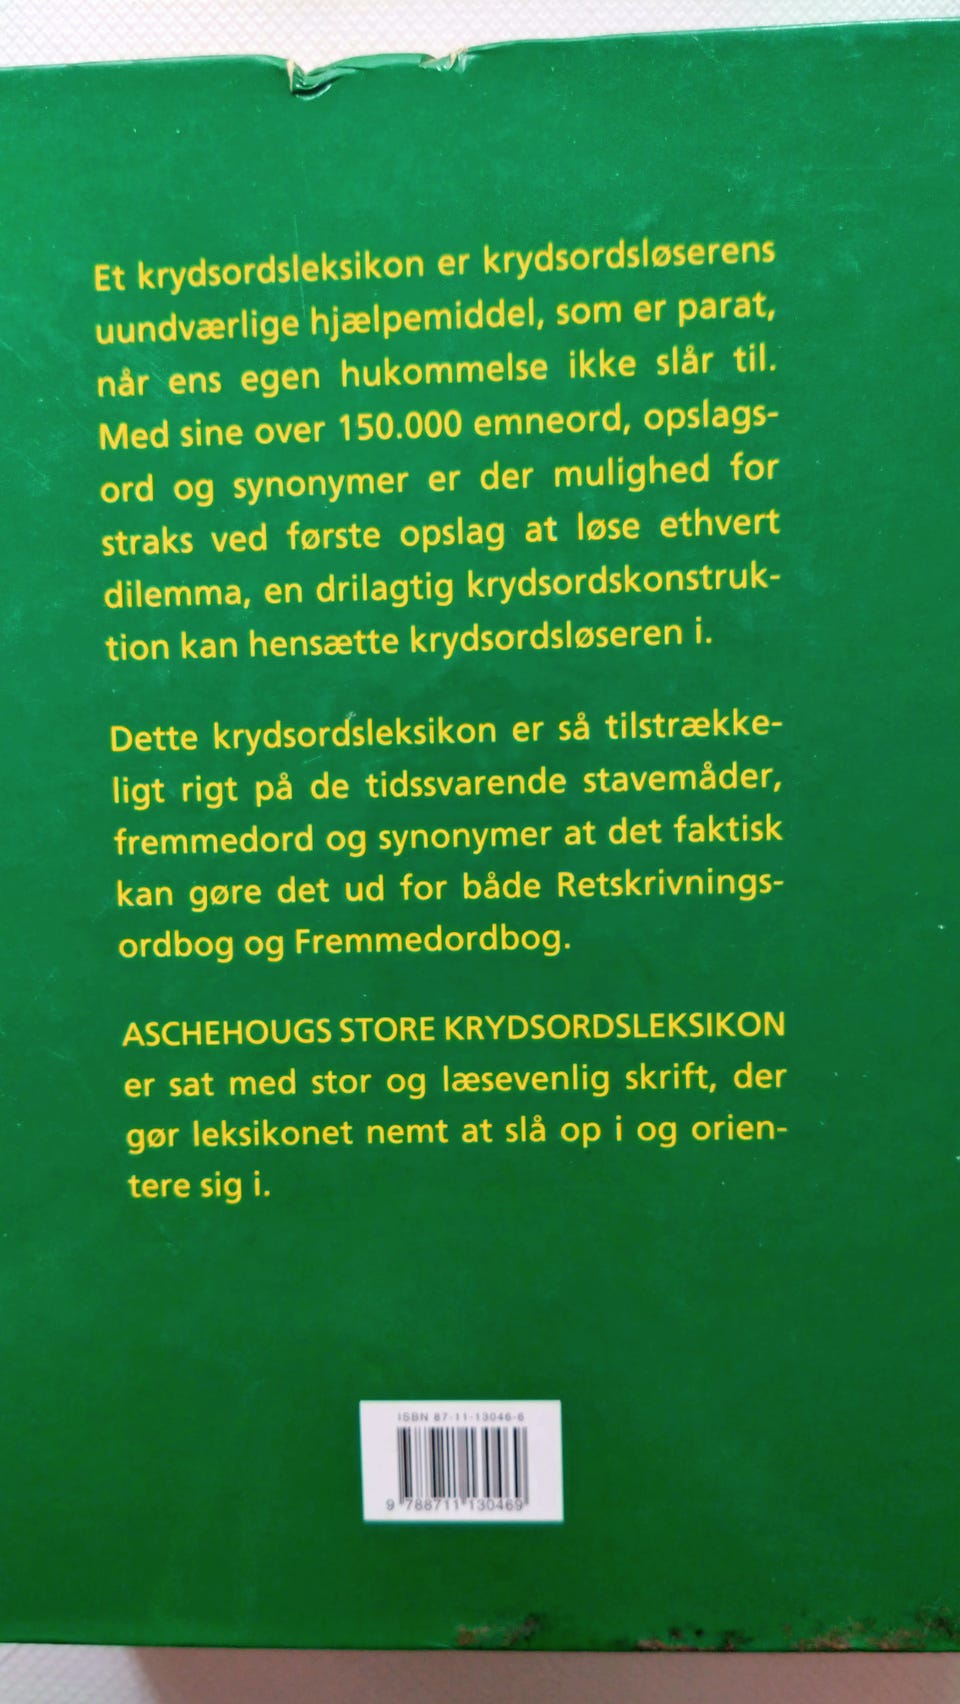 Et krydsordsleksikon er krydsordsløserens
uundværlige hjælpemiddel, som er parat,
når ens egen hukommelse ikke slår til.
Med sine over 150.000 emneord, opslags-
ord og synonymer er der mulighed for
straks ved første opslag at løse ethvert
dilemma, en drilagtig krydsordskonstruk-
tion kan hensætte krydsordsløseren i.
Dette krydsordsleksikon er så tilstrække-
ligt rigt på de tidssvarende stavemåder,
fremmedord og synonymer at det faktisk
kan gøre det ud for både Retskrivnings-
ordbog og Fremmedordbog.
ASCHEHOUGS STORE KRYDSORDSLEKSIKON
er sat med stor og læsevenlig skrift, der
gør leksikonet nemt at slå op i og orien-
tere sig i.
ISBN 87-11-13046-6
9 788711 130469